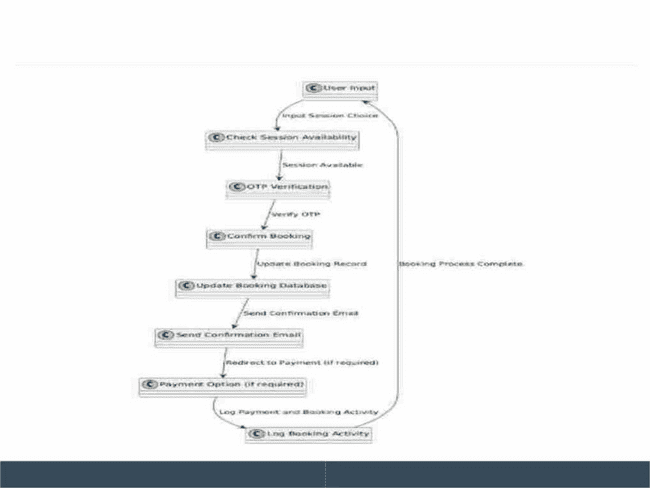 C User Input
Input Session Choice
C Check Session Availability
Session Available
C OTP Verification
Verify OTP
C Confirm Booking
Update Booking Record
Booking Process Complete
C Update Booking Database
Send Confirmation Email
C Send Confirmation Email
Redirect to Payment (if required)
C Payment Option (if required)
Log Payment and Booking Activity
C Log Booking Activity